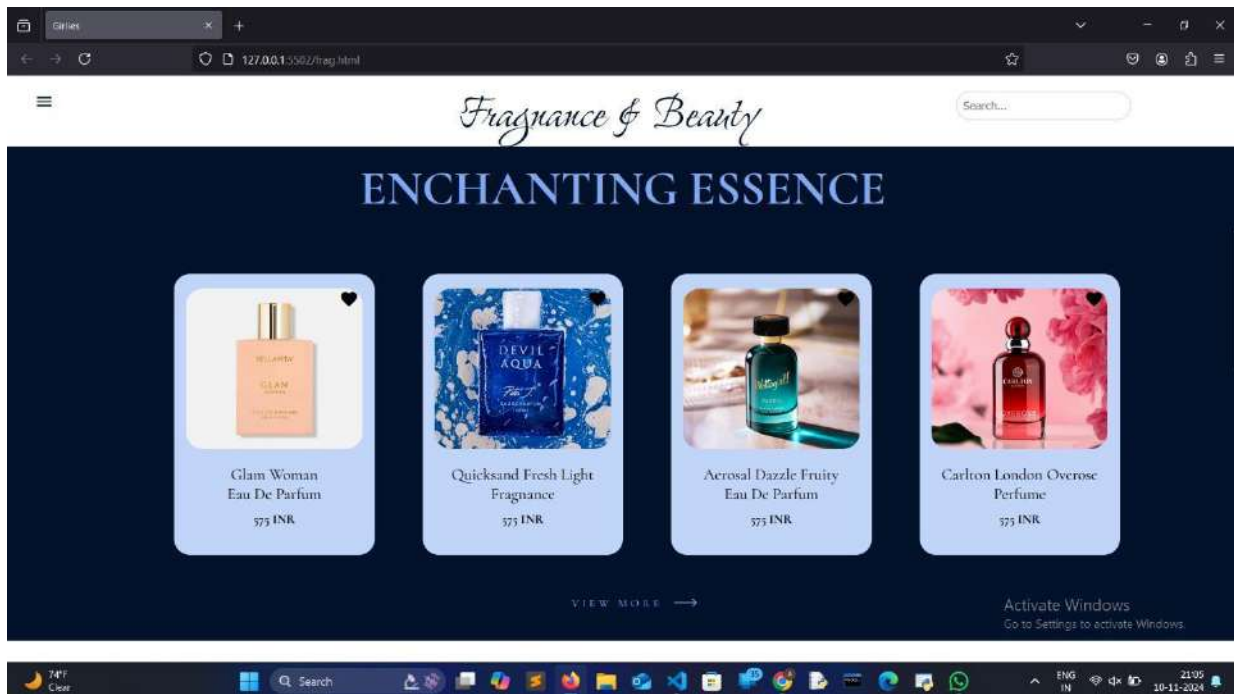 Girlies
127.0.0.1:5502/frag.html
Fragnance & Beauty
Search...
ENCHANTING ESSENCE
GLAM
DEVIL
AQUA
CARLTON
OVEROSE
Glam Woman
Eau De Parfum
575 INR
Quicksand Fresh Light
Fragnance
575 INR
Aerosal Dazzle Fruity
Eau De Parfum
575 INR
Carlton London Overose
Perfume
575 INR
VIEW MORE
Activate Windows
Go to Settings to activate Windows.
74°F
Clear
Search
ENG
IN
21:05
10-11-2024